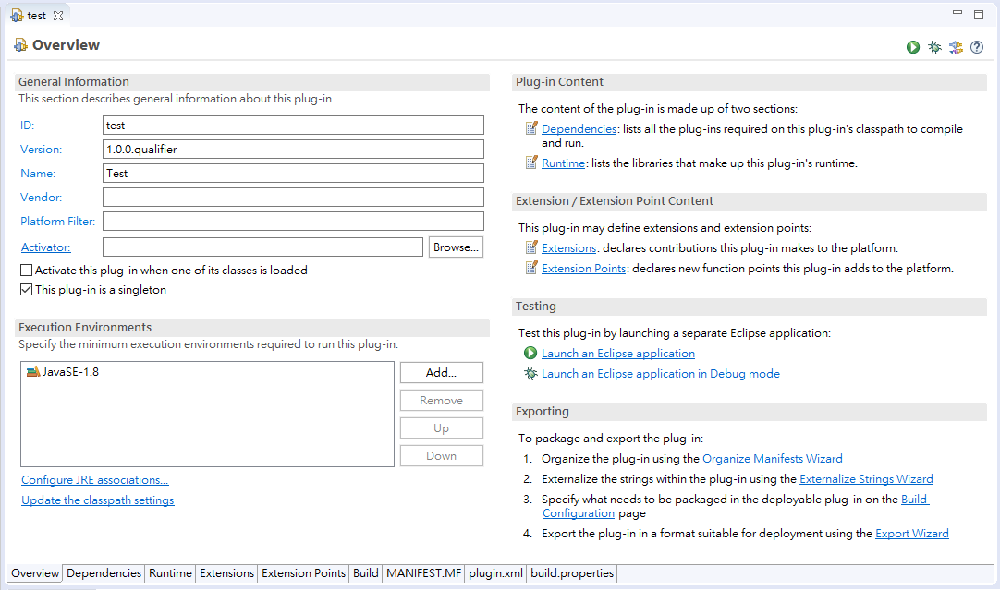 test
Overview
General Information
This section describes general information about this plug-in.
ID: test
Version: 1.0.0.qualifier
Name: Test
Vendor:
Platform Filter:
Activator: Browse...
Activate this plug-in when one of its classes is loaded
This plug-in is a singleton
Execution Environments
Specify the minimum execution environments required to run this plug-in.
JavaSE-1.8
Add...
Remove
Up
Down
Configure JRE associations...
Update the classpath settings
Plug-in Content
The content of the plug-in is made up of two sections:
Dependencies: lists all the plug-ins required on this plug-in's classpath to compile
and run.
Runtime: lists the libraries that make up this plug-in's runtime.
Extension / Extension Point Content
This plug-in may define extensions and extension points:
Extensions: declares contributions this plug-in makes to the platform.
Extension Points: declares new function points this plug-in adds to the platform.
Testing
Test this plug-in by launching a separate Eclipse application:
Launch an Eclipse application
Launch an Eclipse application in Debug mode
Exporting
To package and export the plug-in:
1. Organize the plug-in using the Organize Manifests Wizard
2. Externalize the strings within the plug-in using the Externalize Strings Wizard
3. Specify what needs to be packaged in the deployable plug-in on the Build
Configuration page
4. Export the plug-in in a format suitable for deployment using the Export Wizard
Overview Dependencies Runtime Extensions Extension Points Build MANIFEST.MF plugin.xml build.properties